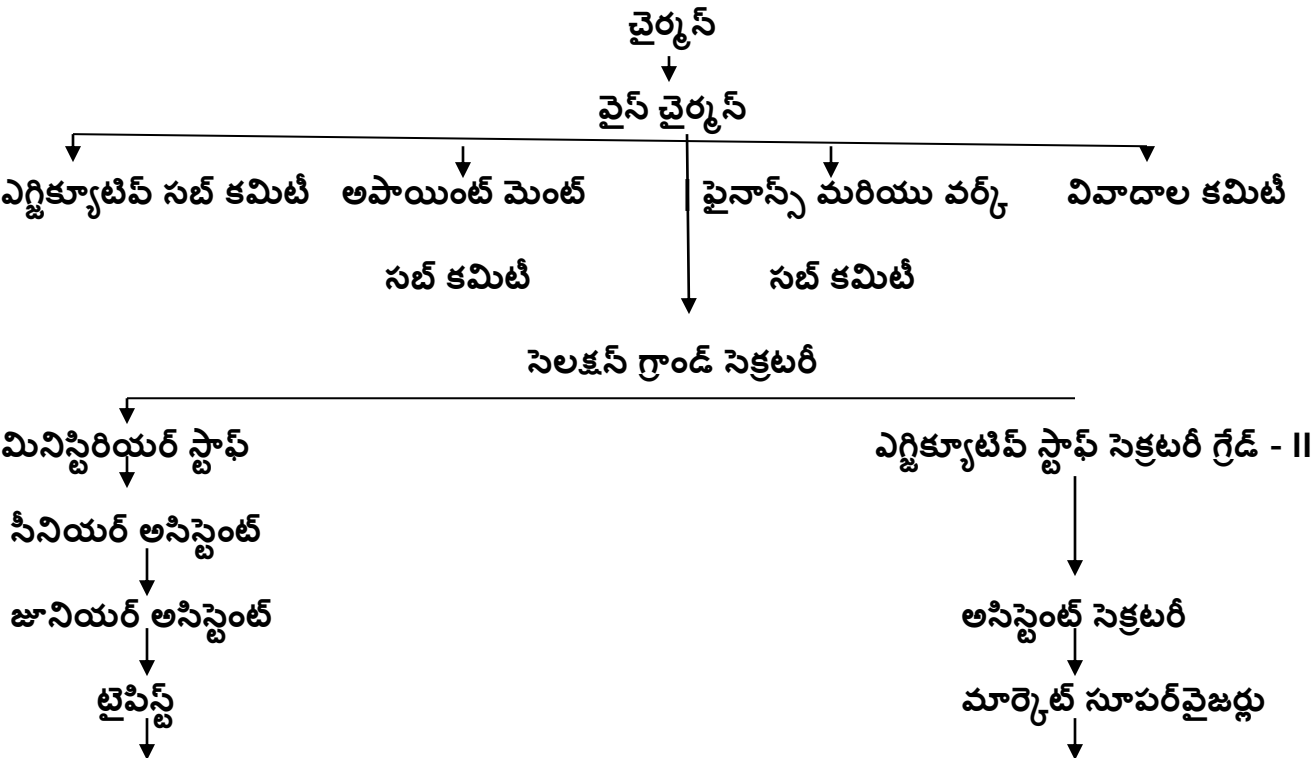 చైర్మన్
వైస్ చైర్మన్
ఎగ్జిక్యూటివ్ సబ్ కమిటీ అపాయింట్ మెంట్ ఫైనాన్స్ మరియు వర్క్ వివాదాల కమిటీ
సబ్ కమిటీ సబ్ కమిటీ
సెలక్షన్ గ్రాండ్ సెక్రటరీ
మినిస్టిరియర్ స్టాఫ్ ఎగ్జిక్యూటివ్ స్టాఫ్ సెక్రటరీ గ్రేడ్ - II
సీనియర్ అసిస్టెంట్
జూనియర్ అసిస్టెంట్ అసిస్టెంట్ సెక్రటరీ
టైపిస్ట్ మార్కెట్ సూపర్‌వైజర్లు